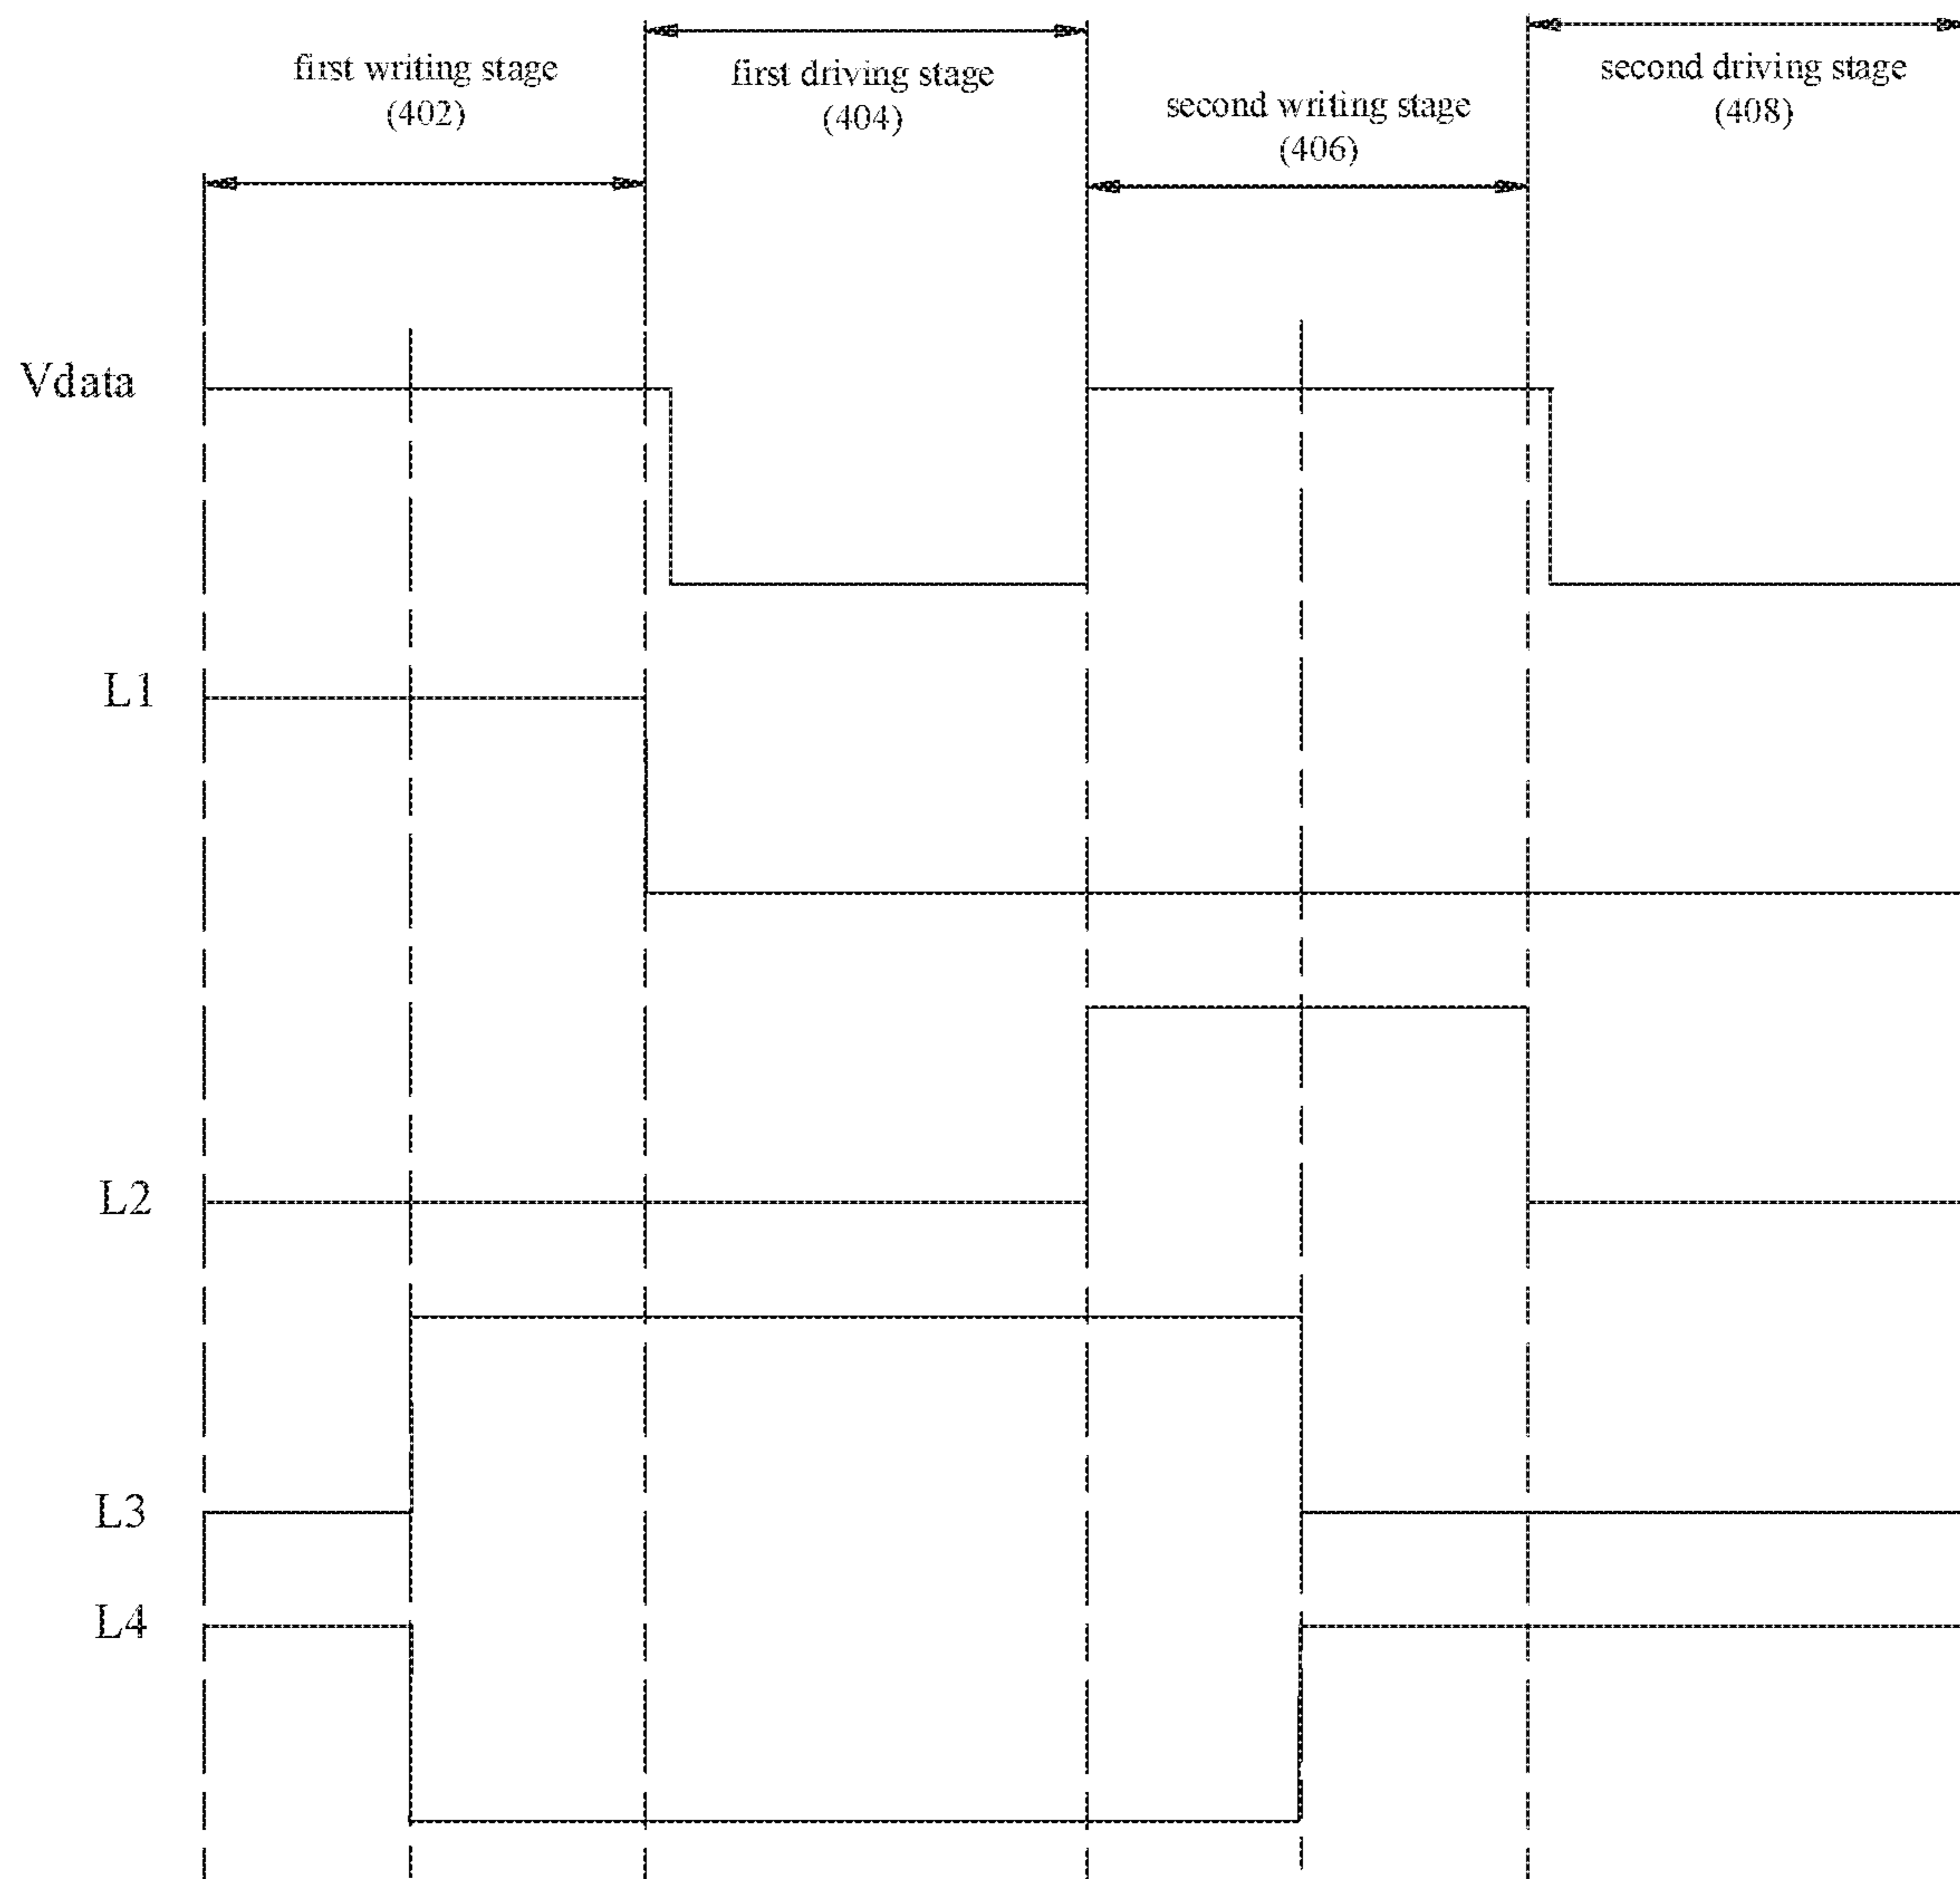 first writing stage
(402)
first driving stage
(404)
second writing stage
(406)
second driving stage
(408)
Vdata
L1
L2
L3
L4